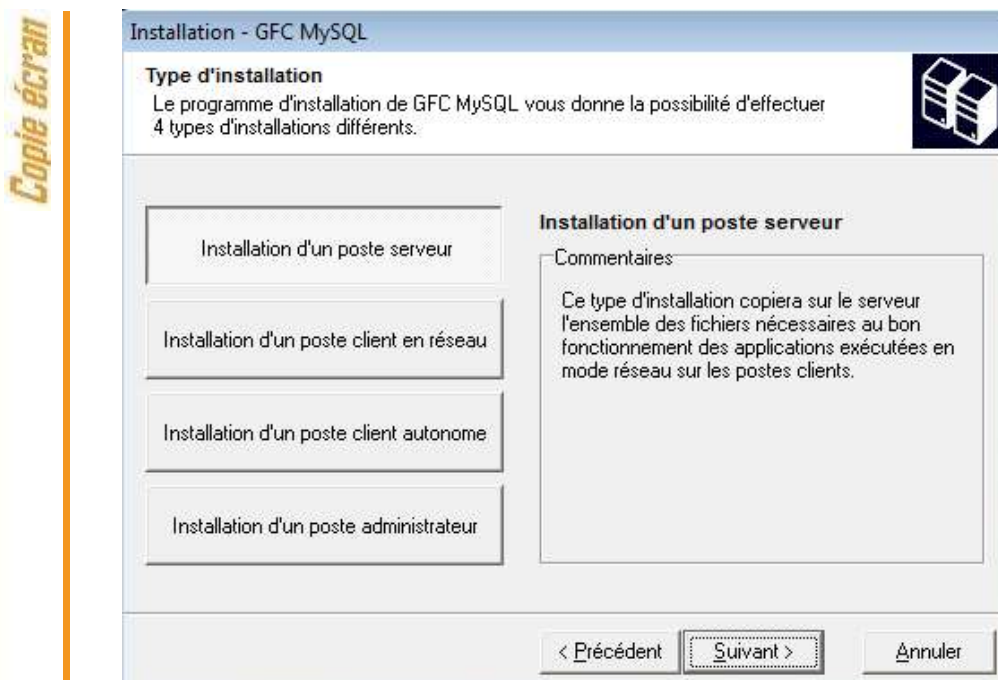 Copie écran
Installation - GFC MySQL
Type d'installation
Le programme d'installation de GFC MySQL vous donne la possibilité d'effectuer
4 types d'installations différents.
Installation d'un poste serveur
Installation d'un poste client en réseau
Installation d'un poste client autonome
Installation d'un poste administrateur
Installation d'un poste serveur
Commentaires
Ce type d'installation copiera sur le serveur
l'ensemble des fichiers nécessaires au bon
fonctionnement des applications exécutées en
mode réseau sur les postes clients.
< Précédent
Suivant >
Annuler